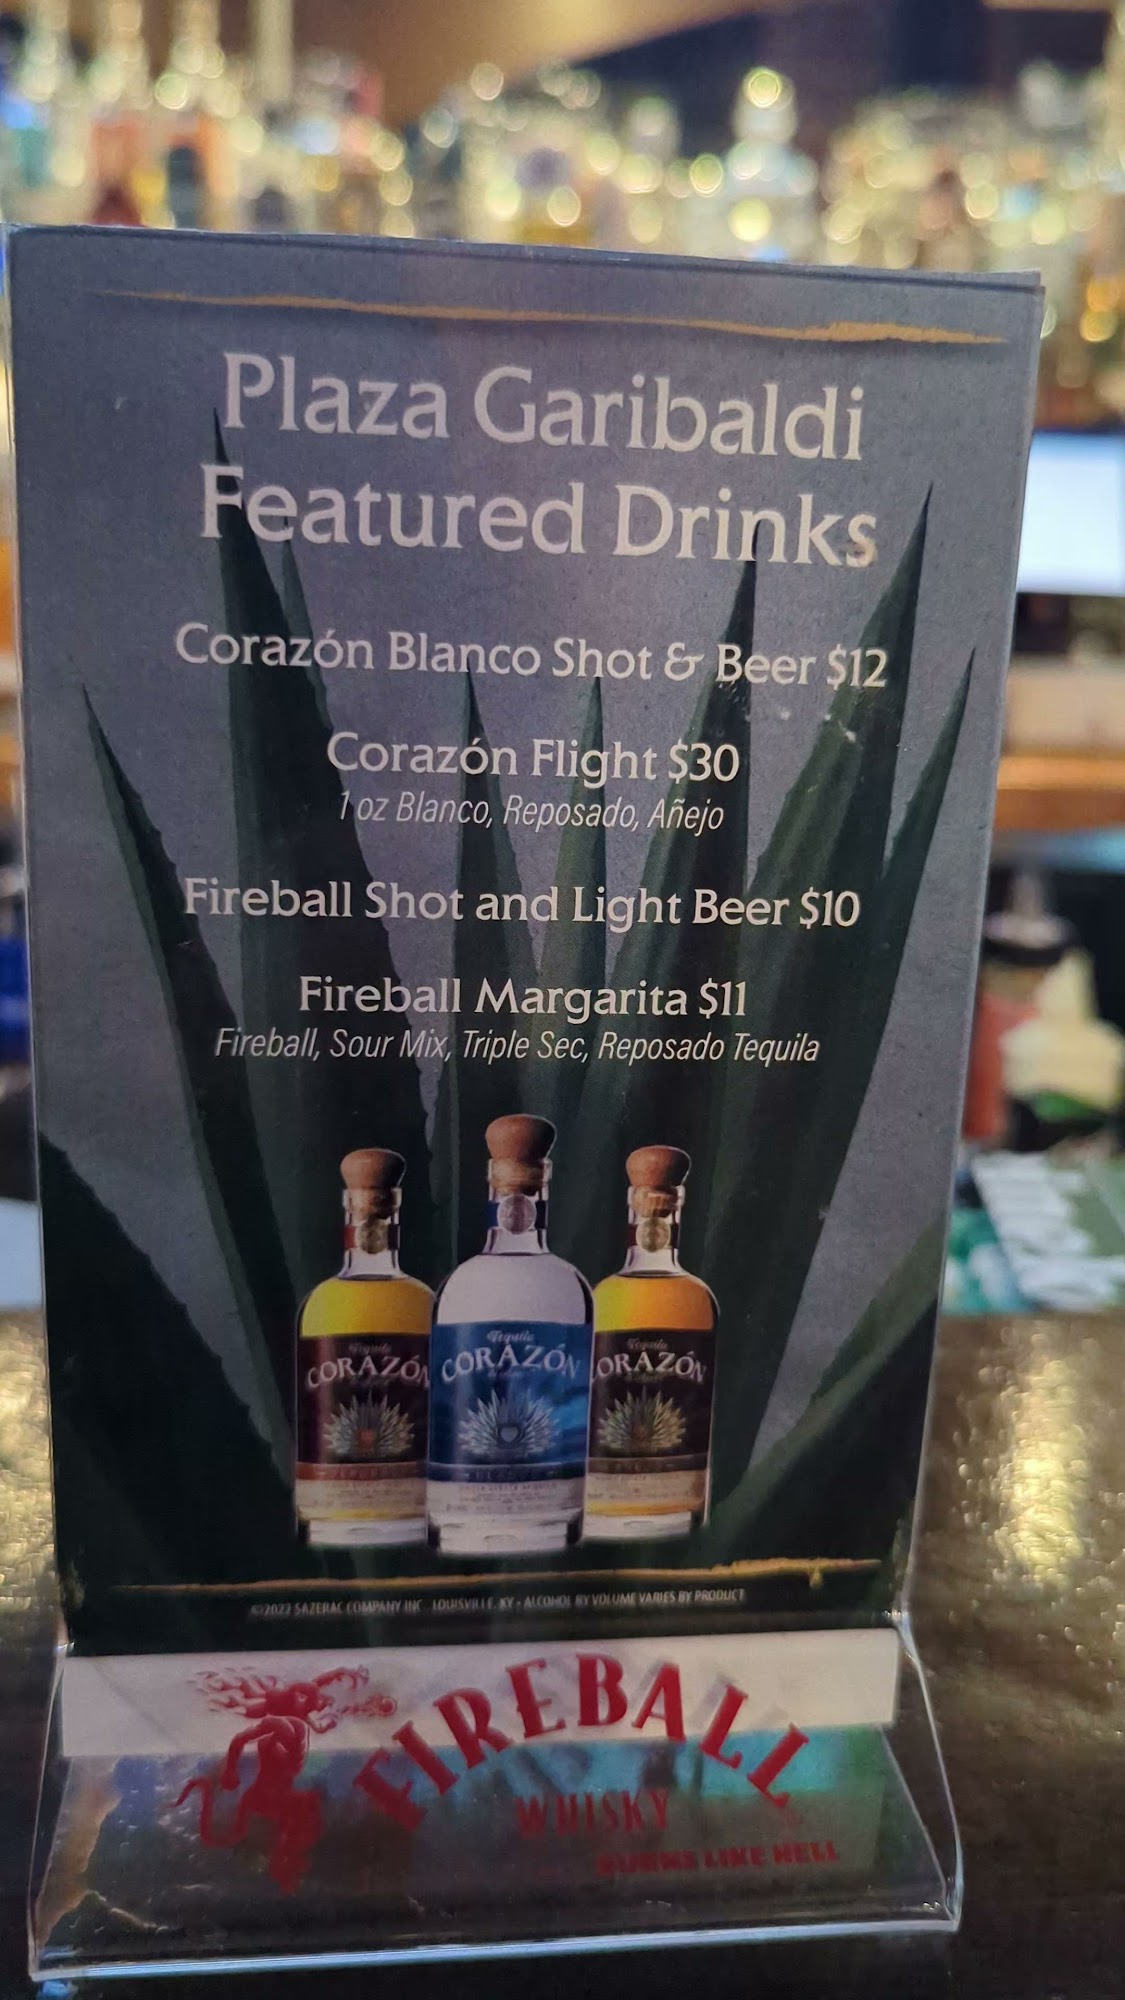 Plaza Garibaldi
Featured Drinks
Corazón Blanco Shot & Beer $12
Corazón Flight $30
1 oz Blanco, Reposado, Añejo
Fireball Shot and Light Beer $10
Fireball Margarita $11
Fireball, Sour Mix, Triple Sec, Reposado Tequila
Tequila
CORAZÓN
Tequila
CORAZÓN
BLANCO
Tequila
CORAZÓN
©2022 SAZERAC COMPANY INC. LOUISVILLE, KY - ALCOHOL BY VOLUME VARIES BY PRODUCT
FIREBALL
WHISKY
BURNS LIKE HELL